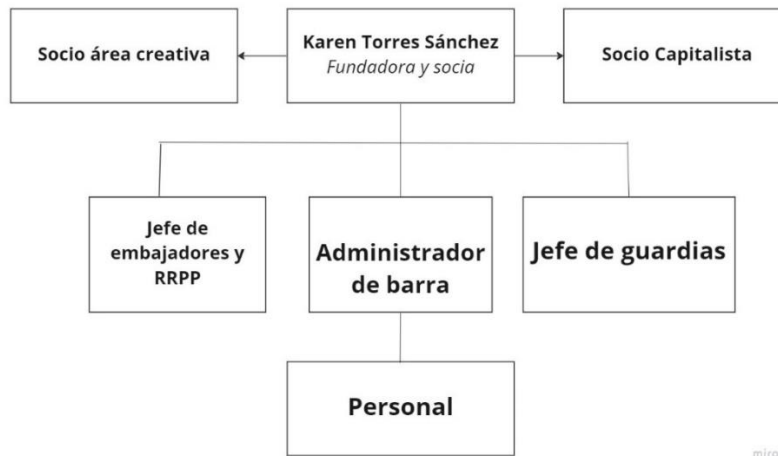 Socio área creativa
Karen Torres Sánchez
Fundadora y socia
Socio Capitalista
Jefe de
embajadores y
RRPP
Administrador
de barra
Jefe de guardias
Personal
miro